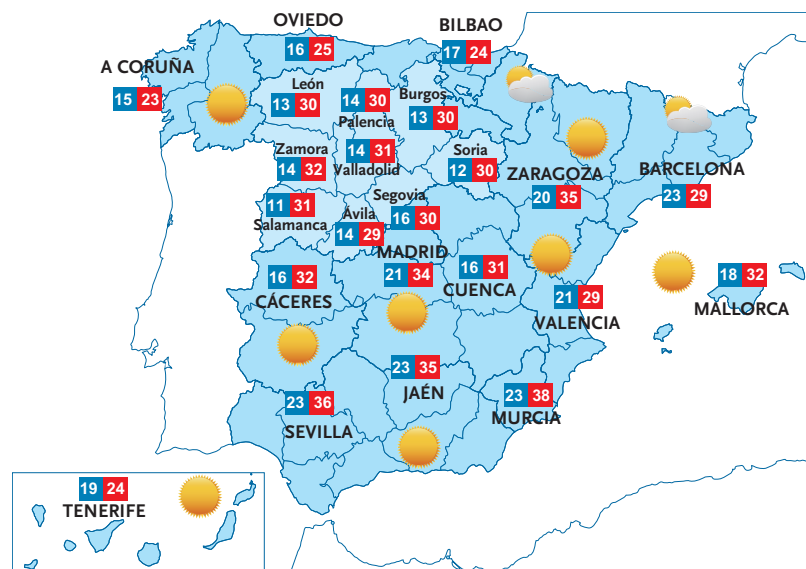 OVIEDO
16 25
BILBAO
17 24
A CORUÑA
15 23
León
13 30
14 30
Palencia
Burgos
13 30
Zamora
14 32
14 31
Valladolid
Soria
12 30
ZARAGOZA
20 35
BARCELONA
23 29
11 31
Salamanca
Ávila
14 29
Segovia
16 30
MADRID
21 34
16 31
CUENCA
16 32
CÁCERES
21 29
VALENCIA
18 32
MALLORCA
23 35
JAÉN
23 38
MURCIA
23 36
SEVILLA
19 24
TENERIFE